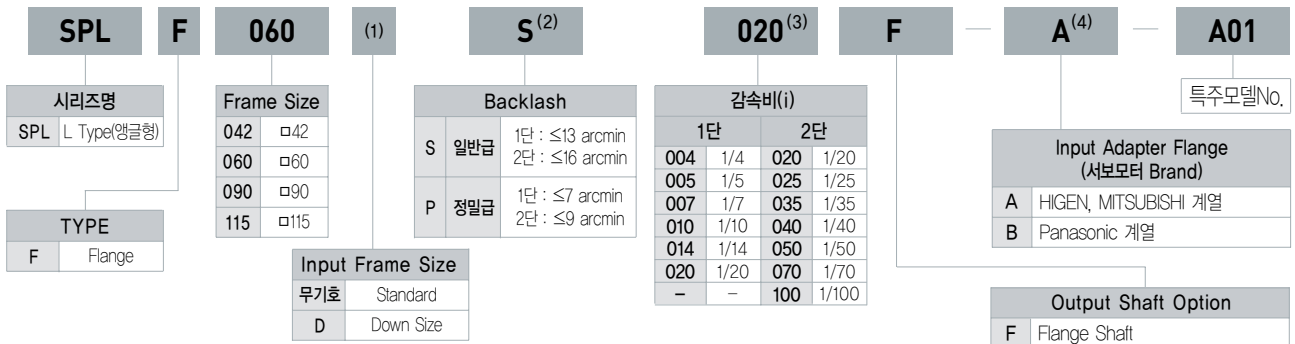 SPL F 060 (1) S(2) 020(3) F — A(4) — A01
시리즈명
SPL L Type(앵글형)
TYPE
F Flange
Frame Size
042 ㅁ42
060 ㅁ60
090 ㅁ90
115 ㅁ115
Input Frame Size
무기호 Standard
D Down Size
Backlash
S 일반급 1단 : ≤13 arcmin
2단 : ≤16 arcmin
P 정밀급 1단 : ≤7 arcmin
2단 : ≤9 arcmin
감속비(i)
1단 2단
004 1/4 020 1/20
005 1/5 025 1/25
007 1/7 035 1/35
010 1/10 040 1/40
014 1/14 050 1/50
020 1/20 070 1/70
– – 100 1/100
특주모델No.
Input Adapter Flange
(서보모터 Brand)
A HIGEN, MITSUBISHI 계열
B Panasonic 계열
Output Shaft Option
F Flange Shaft